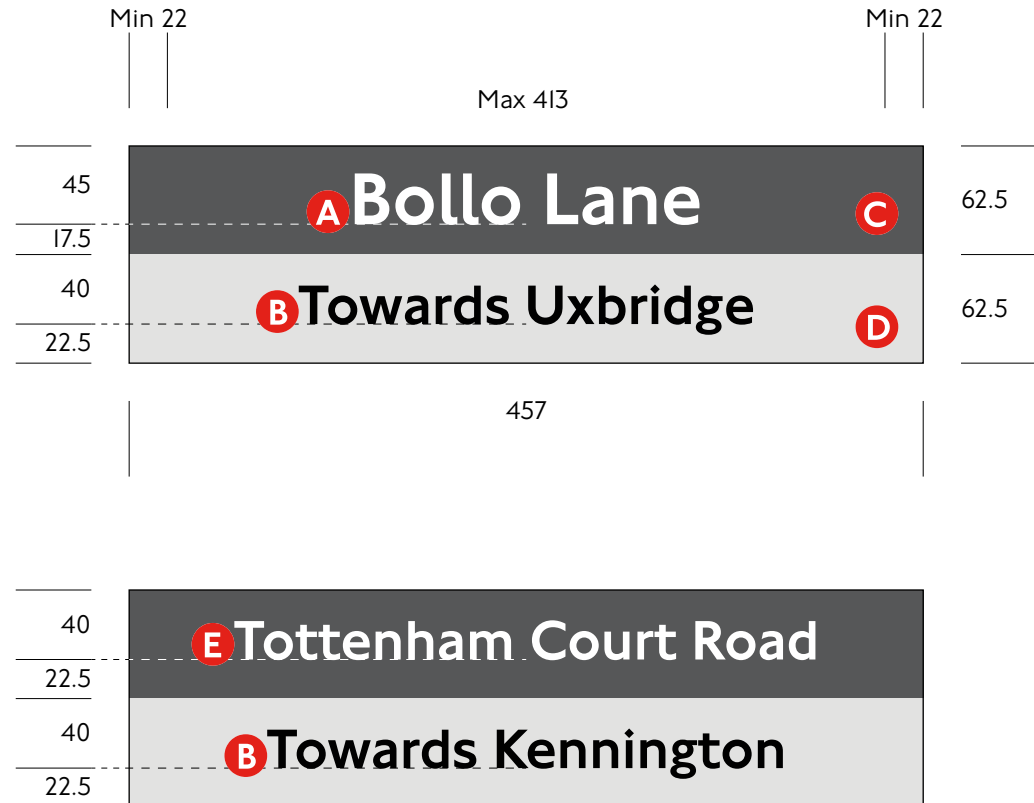 Min 22 Min 22
Max 413
45 A Bollo Lane C 62.5
17.5
40 B Towards Uxbridge D 62.5
22.5
457
40 E Tottenham Court Road
22.5
40 B Towards Kennington
22.5